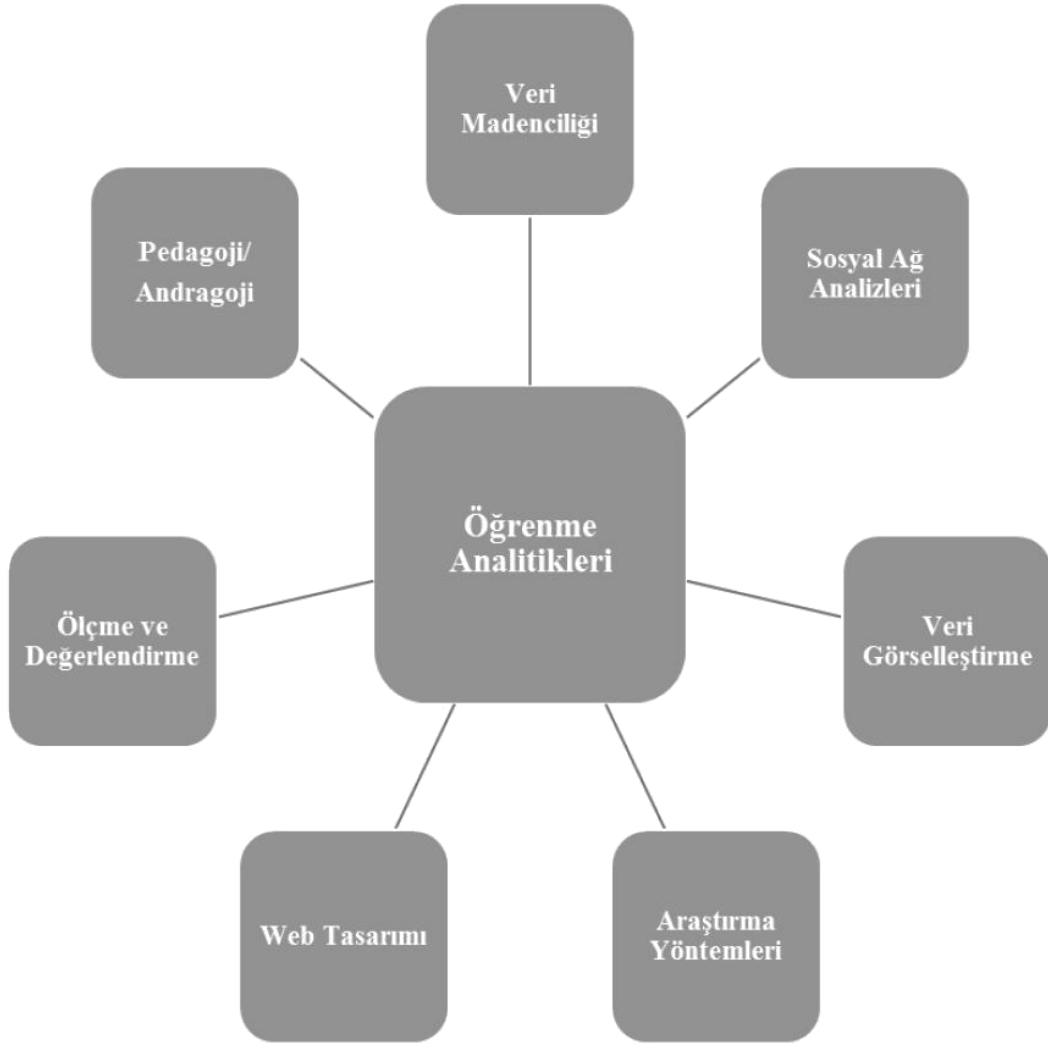 Veri
Madenciliği
Pedagoji/
Andragoji
Sosyal Ağ
Analizleri
Öğrenme
Analitikleri
Ölçme ve
Değerlendirme
Veri
Görselleştirme
Web Tasarımı
Araştırma
Yöntemleri